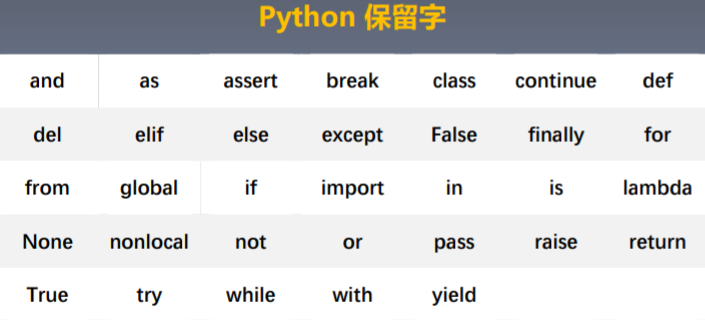 Python 保留字
and as assert break class continue def
del elif else except False finally for
from global if import in is lambda
None nonlocal not or pass raise return
True try while with yield